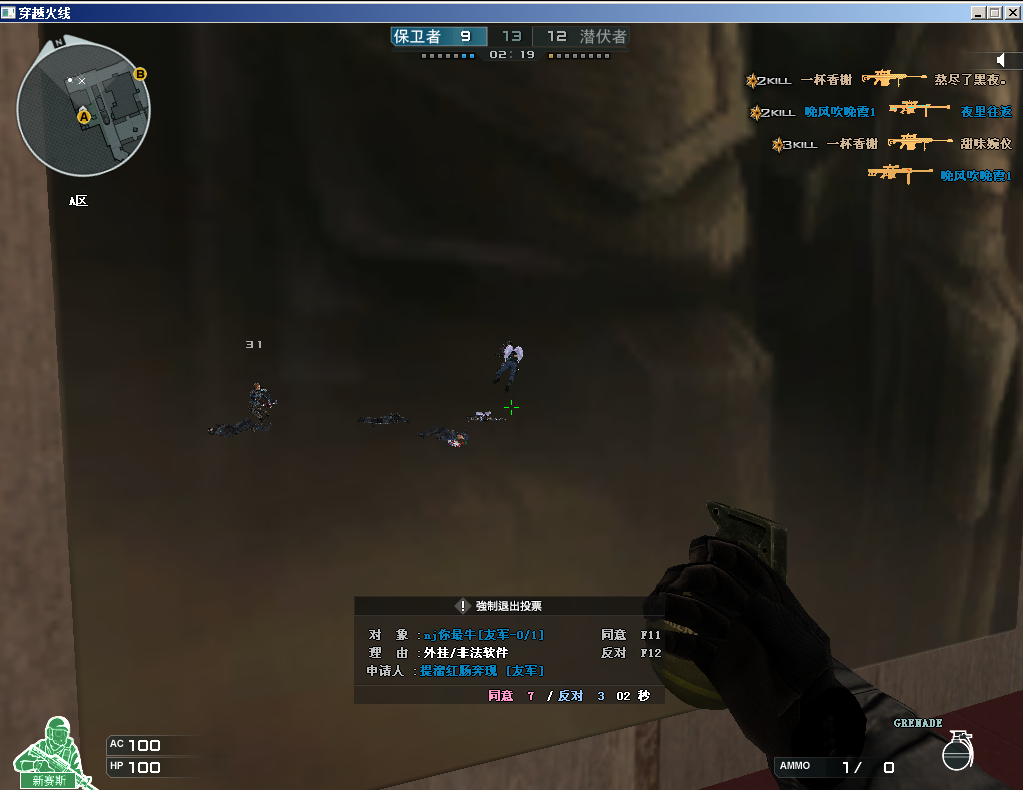 穿越火线
N
保卫者 9 13 12 潜伏者
02:19
B
A
A区
2KILL 一杯香榭 熬尽了黑夜。
2KILL 晚风吹晚霞1 夜里往返
3KILL 一杯香榭 甜味婉仪
晚风吹晚霞1
31
! 強制退出投票
对 象 :nj你最牛[友军-0/1] 同意 F11
理 由 :外挂/非法软件 反对 F12
申请人 :提溜红肠奔现 [友军]
同意 7 / 反对 3 02 秒
GRENADE
AC 100
HP 100
AMMO 1/ 0
新赛斯